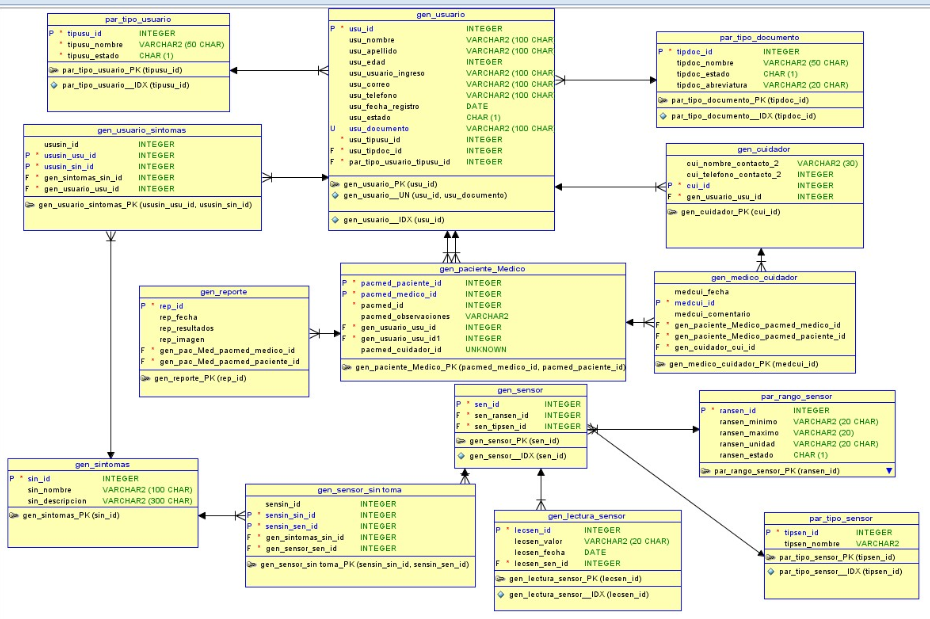 par_tipo_usuario
P * tipusu_id INTEGER
* tipusu_nombre VARCHAR2 (50 CHAR)
* tipusu_estado CHAR (1)
par_tipo_usuario_PK (tipusu_id)
par_tipo_usuario__IDX (tipusu_id)
gen_usuario
P * usu_id INTEGER
usu_nombre VARCHAR2 (100 CHAR
usu_apellido VARCHAR2 (100 CHAR
usu_edad INTEGER
usu_usuario_ingreso VARCHAR2 (100 CHAR
usu_correo VARCHAR2 (100 CHAR
usu_telefono VARCHAR2 (100 CHAR
usu_fecha_registro DATE
usu_estado CHAR (1)
U usu_documento VARCHAR2 (100 CHAR
* usu_tipusu_id INTEGER
F * usu_tipdoc_id INTEGER
F * par_tipo_usuario_tipusu_id INTEGER
gen_usuario_PK (usu_id)
gen_usuario__UN (usu_id, usu_documento)
gen_usuario__IDX (usu_id)
par_tipo_documento
P * tipdoc_id INTEGER
tipdoc_nombre VARCHAR2 (50 CHAR)
tipdoc_estado CHAR (1)
tipdoc_abreviatura VARCHAR2 (20 CHAR)
par_tipo_documento_PK (tipdoc_id)
par_tipo_documento__IDX (tipdoc_id)
gen_usuario_sintomas
ususin_id INTEGER
P * ususin_usu_id INTEGER
P * ususin_sin_id INTEGER
F * gen_sintomas_sin_id INTEGER
F * gen_usuario_usu_id INTEGER
gen_usuario_sintomas_PK (ususin_usu_id, ususin_sin_id)
gen_cuidador
cui_nombre_contacto_2 VARCHAR2 (30)
cui_telefono_contacto_2 INTEGER
P * cui_id INTEGER
F * gen_usuario_usu_id INTEGER
gen_cuidador_PK (cui_id)
gen_paciente_Medico
P * pacmed_paciente_id INTEGER
P * pacmed_medico_id INTEGER
* pacmed_id INTEGER
pacmed_observaciones VARCHAR2
F * gen_usuario_usu_id INTEGER
F * gen_usuario_usu_id1 INTEGER
pacmed_cuidador_id UNKNOWN
gen_paciente_Medico_PK (pacmed_medico_id, pacmed_paciente_id)
gen_medico_cuidador
medcui_fecha
P * medcui_id
medcui_comentario
F * gen_paciente_Medico_pacmed_medico_id
F * gen_paciente_Medico_pacmed_paciente_id
F * gen_cuidador_cui_id
gen_medico_cuidador_PK (medcui_id)
gen_reporte
P * rep_id
rep_fecha
rep_resultados
rep_imagen
F * gen_pac_Med_pacmed_medico_id
F * gen_pac_Med_pacmed_paciente_id
gen_reporte_PK (rep_id)
gen_sensor
P * sen_id INTEGER
F * sen_ransen_id INTEGER
F * sen_tipsen_id INTEGER
gen_sensor_PK (sen_id)
gen_sensor__IDX (sen_id)
par_rango_sensor
P * ransen_id INTEGER
ransen_minimo VARCHAR2 (20 CHAR)
ransen_maximo VARCHAR2 (20)
ransen_unidad VARCHAR2 (20 CHAR)
ransen_estado CHAR (1)
par_rango_sensor_PK (ransen_id)
gen_sintomas
P * sin_id INTEGER
sin_nombre VARCHAR2 (100 CHAR)
sin_descripcion VARCHAR2 (300 CHAR)
gen_sintomas_PK (sin_id)
gen_sensor_sin toma
sensin_id INTEGER
P * sensin_sin_id INTEGER
P * sensin_sen_id INTEGER
F * gen_sintomas_sin_id INTEGER
F * gen_sensor_sen_id INTEGER
gen_sensor_sin toma_PK (sensin_sin_id, sensin_sen_id)
gen_lectura_sensor
P * lecsen_id INTEGER
lecsen_valor VARCHAR2 (20 CHAR)
lecsen_fecha DATE
F * lecsen_sen_id INTEGER
gen_lectura_sensor_PK (lecsen_id)
gen_lectura_sensor__IDX (lecsen_id)
par_tipo_sensor
P * tipsen_id INTEGER
tipsen_nombre VARCHAR2
par_tipo_sensor_PK (tipsen_id)
par_tipo_sensor__IDX (tipsen_id)